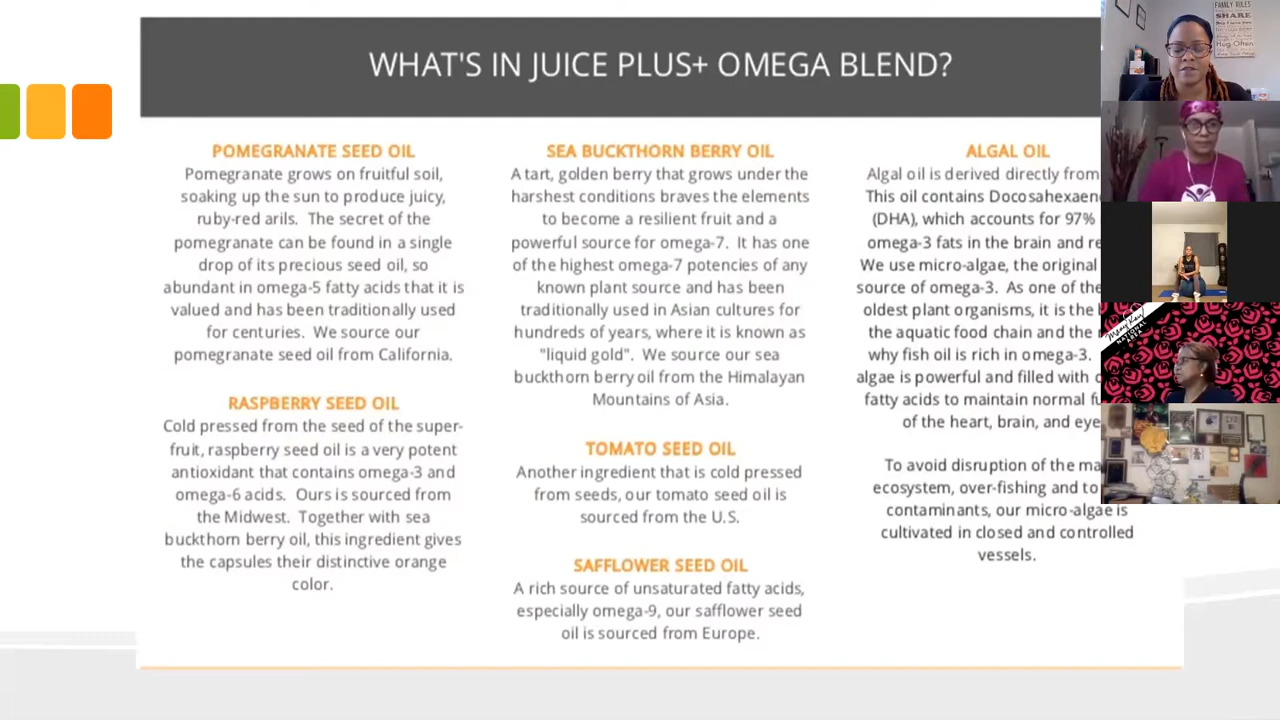 WHAT'S IN JUICE PLUS+ OMEGA BLEND?
POMEGRANATE SEED OIL
Pomegranate grows on fruitful soil,
soaking up the sun to produce juicy,
ruby-red arils. The secret of the
pomegranate can be found in a single
drop of its precious seed oil, so
abundant in omega-5 fatty acids that it is
valued and has been traditionally used
for centuries. We source our
pomegranate seed oil from California.
RASPBERRY SEED OIL
Cold pressed from the seed of the super-
fruit, raspberry seed oil is a very potent
antioxidant that contains omega-3 and
omega-6 acids. Ours is sourced from
the Midwest. Together with sea
buckthorn berry oil, this ingredient gives
the capsules their distinctive orange
color.
SEA BUCKTHORN BERRY OIL
A tart, golden berry that grows under the
harshest conditions braves the elements
to become a resilient fruit and a
powerful source for omega-7. It has one
of the highest omega-7 potencies of any
known plant source and has been
traditionally used in Asian cultures for
hundreds of years, where it is known as
"liquid gold". We source our sea
buckthorn berry oil from the Himalayan
Mountains of Asia.
TOMATO SEED OIL
Another ingredient that is cold pressed
from seeds, our tomato seed oil is
sourced from the U.S.
SAFFLOWER SEED OIL
A rich source of unsaturated fatty acids,
especially omega-9, our safflower seed
oil is sourced from Europe.
ALGAL OIL
Algal oil is derived directly from
This oil contains
(DHA), which accounts for 97%
omega-3 fats in the brain and
We use micro-algae, the original
source of omega-3. As one of the
oldest plant organisms, it is the
the aquatic food chain and the
why fish oil is rich in omega-3.
algae is powerful and filled with
fatty acids to maintain normal
of the heart, brain, and
To avoid disruption of the
ecosystem, over-fishing and
contaminants, our micro-algae is
cultivated in closed and controlled
vessels.
FAMILY RULES
SHARE
Hug Often
Mary Kay
NATIONAL
AREA